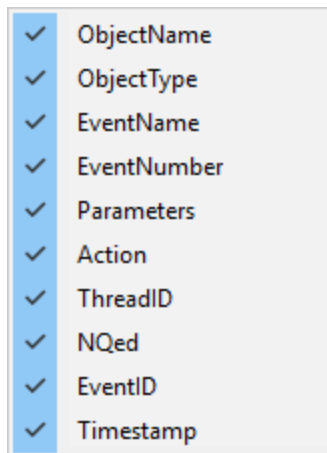 ObjectName
ObjectType
EventName
EventNumber
Parameters
Action
ThreadID
NQed
EventID
Timestamp